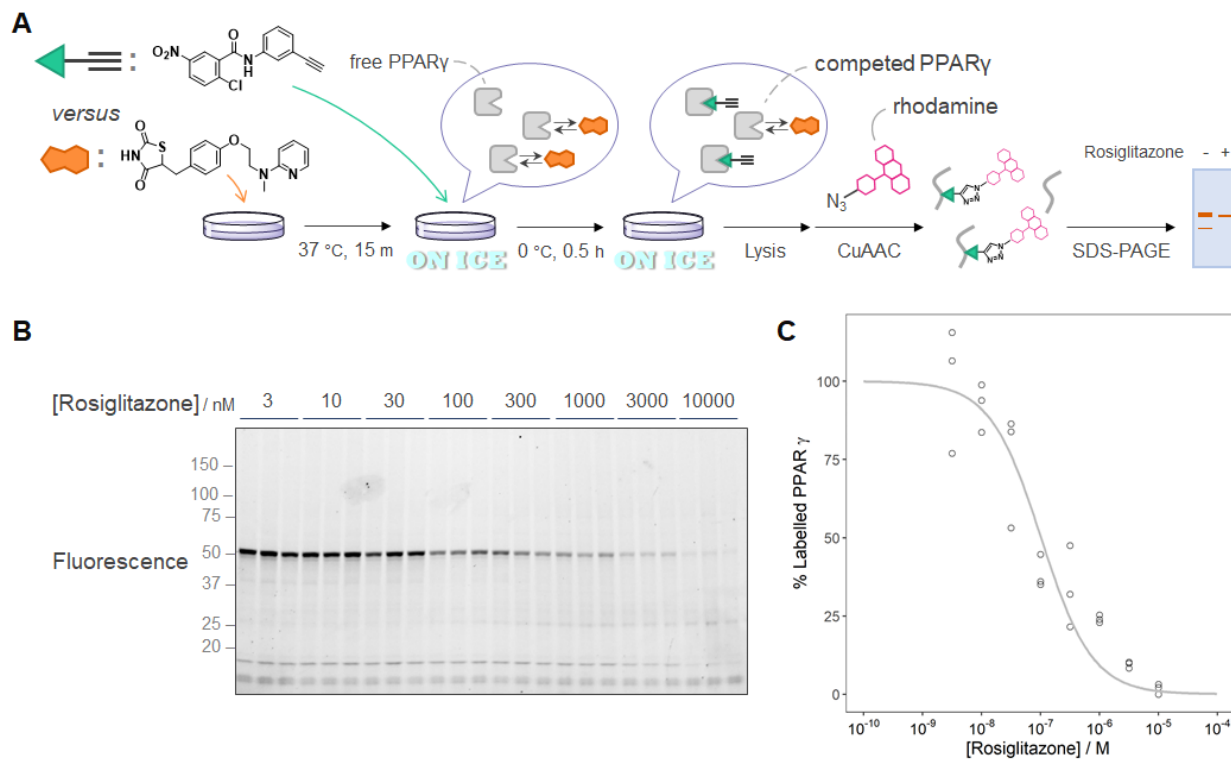 A
NO₂
O
N
H
Cl
versus
O
S
HN
O
O
N
N
free PPARγ
competed PPARγ
rhodamine
N₃
N
N=N
N
N=N
Rosiglitazone - +
37 °C, 15 m
ON ICE
0 °C, 0.5 h
ON ICE
Lysis
CuAAC
SDS-PAGE
B
[Rosiglitazone] / nM 3 10 30 100 300 1000 3000 10000
150
100
75
Fluorescence
50
37
25
20
C
% Labelled PPAR γ
100
75
50
25
0
10⁻¹⁰ 10⁻⁹ 10⁻⁸ 10⁻⁷ 10⁻⁶ 10⁻⁵ 10⁻⁴
[Rosiglitazone] / M